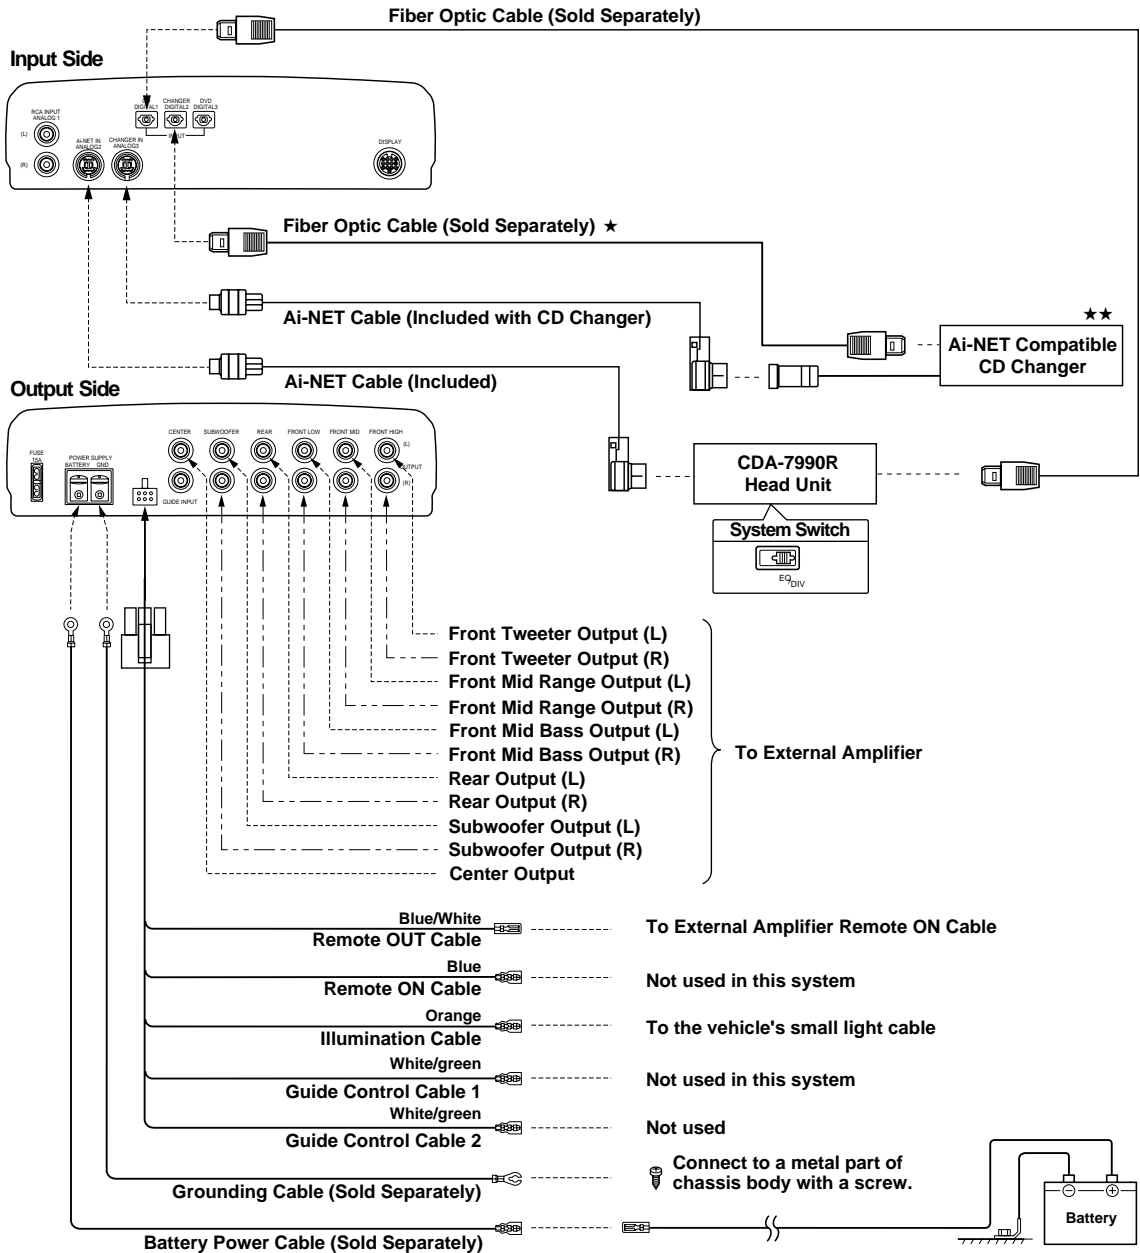 Fiber Optic Cable (Sold Separately)
Input Side
RCA INPUT
ANALOG 1
(L)
(R)
Ai-NET IN
ANALOG2
CHANGER IN
ANALOG3
DIGITAL1
CHANGER
DIGITAL2
DVD
DIGITAL3
INPUT
DISPLAY
Fiber Optic Cable (Sold Separately) ★
Ai-NET Cable (Included with CD Changer)
★★
Ai-NET Compatible
CD Changer
Ai-NET Cable (Included)
Output Side
FUSE
15A
POWER SUPPLY
BATTERY GND
CENTER
SUBWOOFER
REAR
FRONT LOW
FRONT MID
FRONT HIGH
(L)
OUTPUT
(R)
GUIDE INPUT
CDA-7990R
Head Unit
System Switch
EQ
DIV
Front Tweeter Output (L)
Front Tweeter Output (R)
Front Mid Range Output (L)
Front Mid Range Output (R)
Front Mid Bass Output (L)
Front Mid Bass Output (R)
Rear Output (L)
Rear Output (R)
Subwoofer Output (L)
Subwoofer Output (R)
Center Output
To External Amplifier
Blue/White
Remote OUT Cable
To External Amplifier Remote ON Cable
Blue
Remote ON Cable
Not used in this system
Orange
Illumination Cable
To the vehicle's small light cable
White/green
Guide Control Cable 1
Not used in this system
White/green
Guide Control Cable 2
Not used
Grounding Cable (Sold Separately)
Connect to a metal part of
chassis body with a screw.
Battery Power Cable (Sold Separately)
Battery